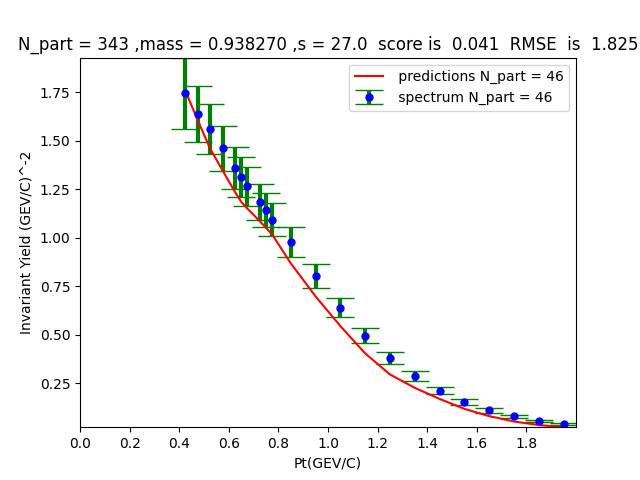 N_part = 343 ,mass = 0.938270 ,s = 27.0  score is  0.041  RMSE  is  1.825
predictions N_part = 46
spectrum N_part = 46
Invariant Yield (GEV/C)^-2
1.75
1.50
1.25
1.00
0.75
0.50
0.25
0.0 0.2 0.4 0.6 0.8 1.0 1.2 1.4 1.6 1.8
Pt(GEV/C)